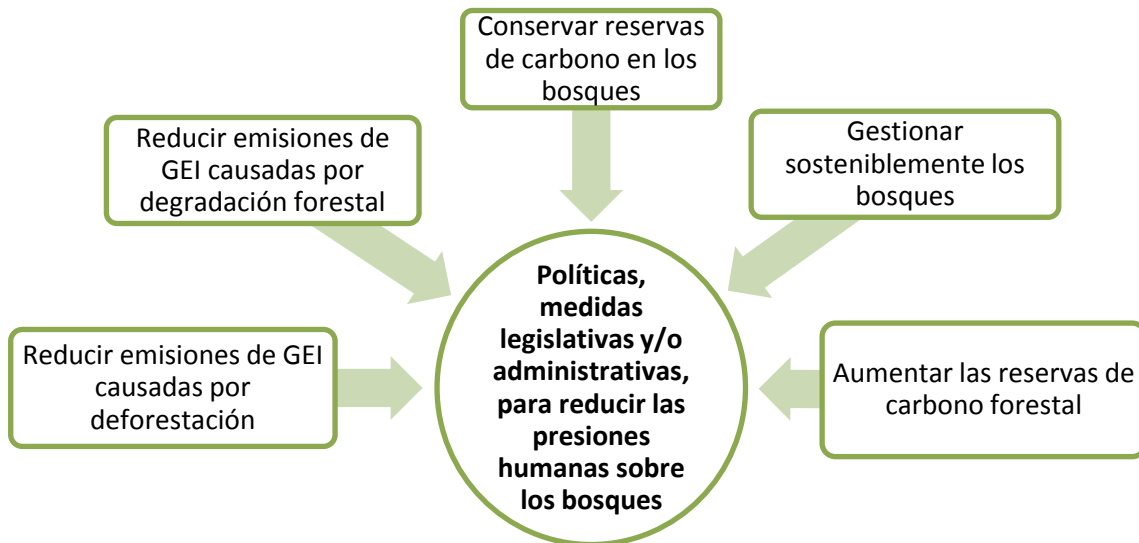 Conservar reservas
de carbono en los
bosques
Reducir emisiones de
GEI causadas por
degradación forestal
Gestionar
sosteniblemente los
bosques
Reducir emisiones de GEI
causadas por
deforestación
Políticas,
medidas
legislativas y/o
administrativas,
para reducir las
presiones
humanas sobre
los bosques
Aumentar las reservas de
carbono forestal